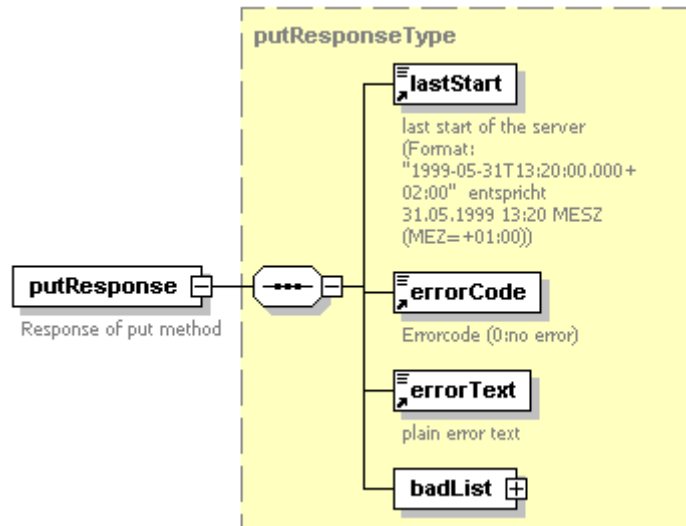 putResponseType
lastStart
last start of the server
(Format:
"1999-05-31T13:20:00.000+
02:00" entspricht
31.05.1999 13:20 MESZ
(MEZ=+01:00))
putResponse
Response of put method
errorCode
Errorcode (0:no error)
errorText
plain error text
badList